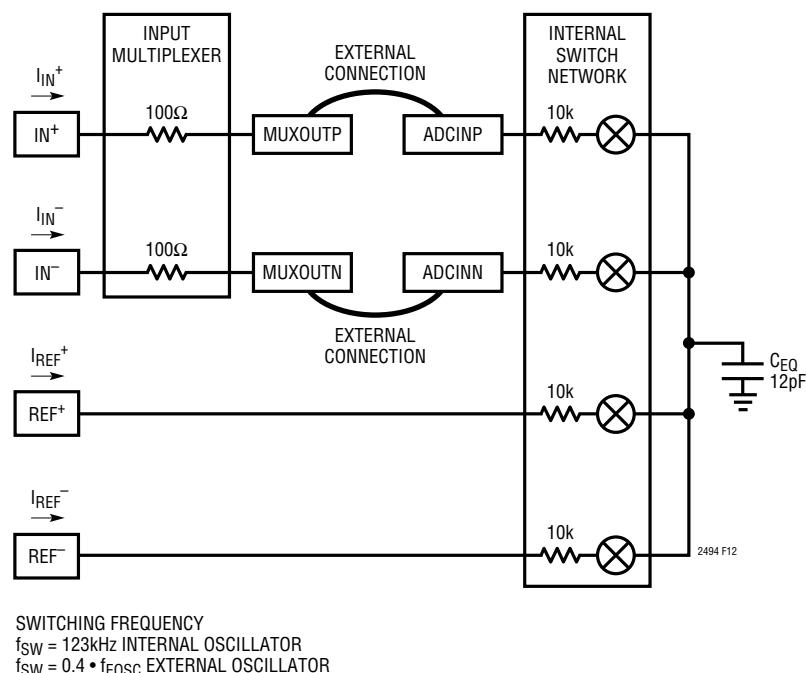 INPUT
MULTIPLEXER
INTERNAL
SWITCH
NETWORK
EXTERNAL
CONNECTION
IIN+
100Ω
10k
IN+
MUXOUTP
ADCINP
IIN–
100Ω
10k
IN–
MUXOUTN
ADCINN
EXTERNAL
CONNECTION
IREF+
10k
REF+
CEQ
12pF
IREF–
10k
REF–
2494 F12
SWITCHING FREQUENCY
fSW = 123kHz INTERNAL OSCILLATOR
fSW = 0.4 • fEOSC EXTERNAL OSCILLATOR